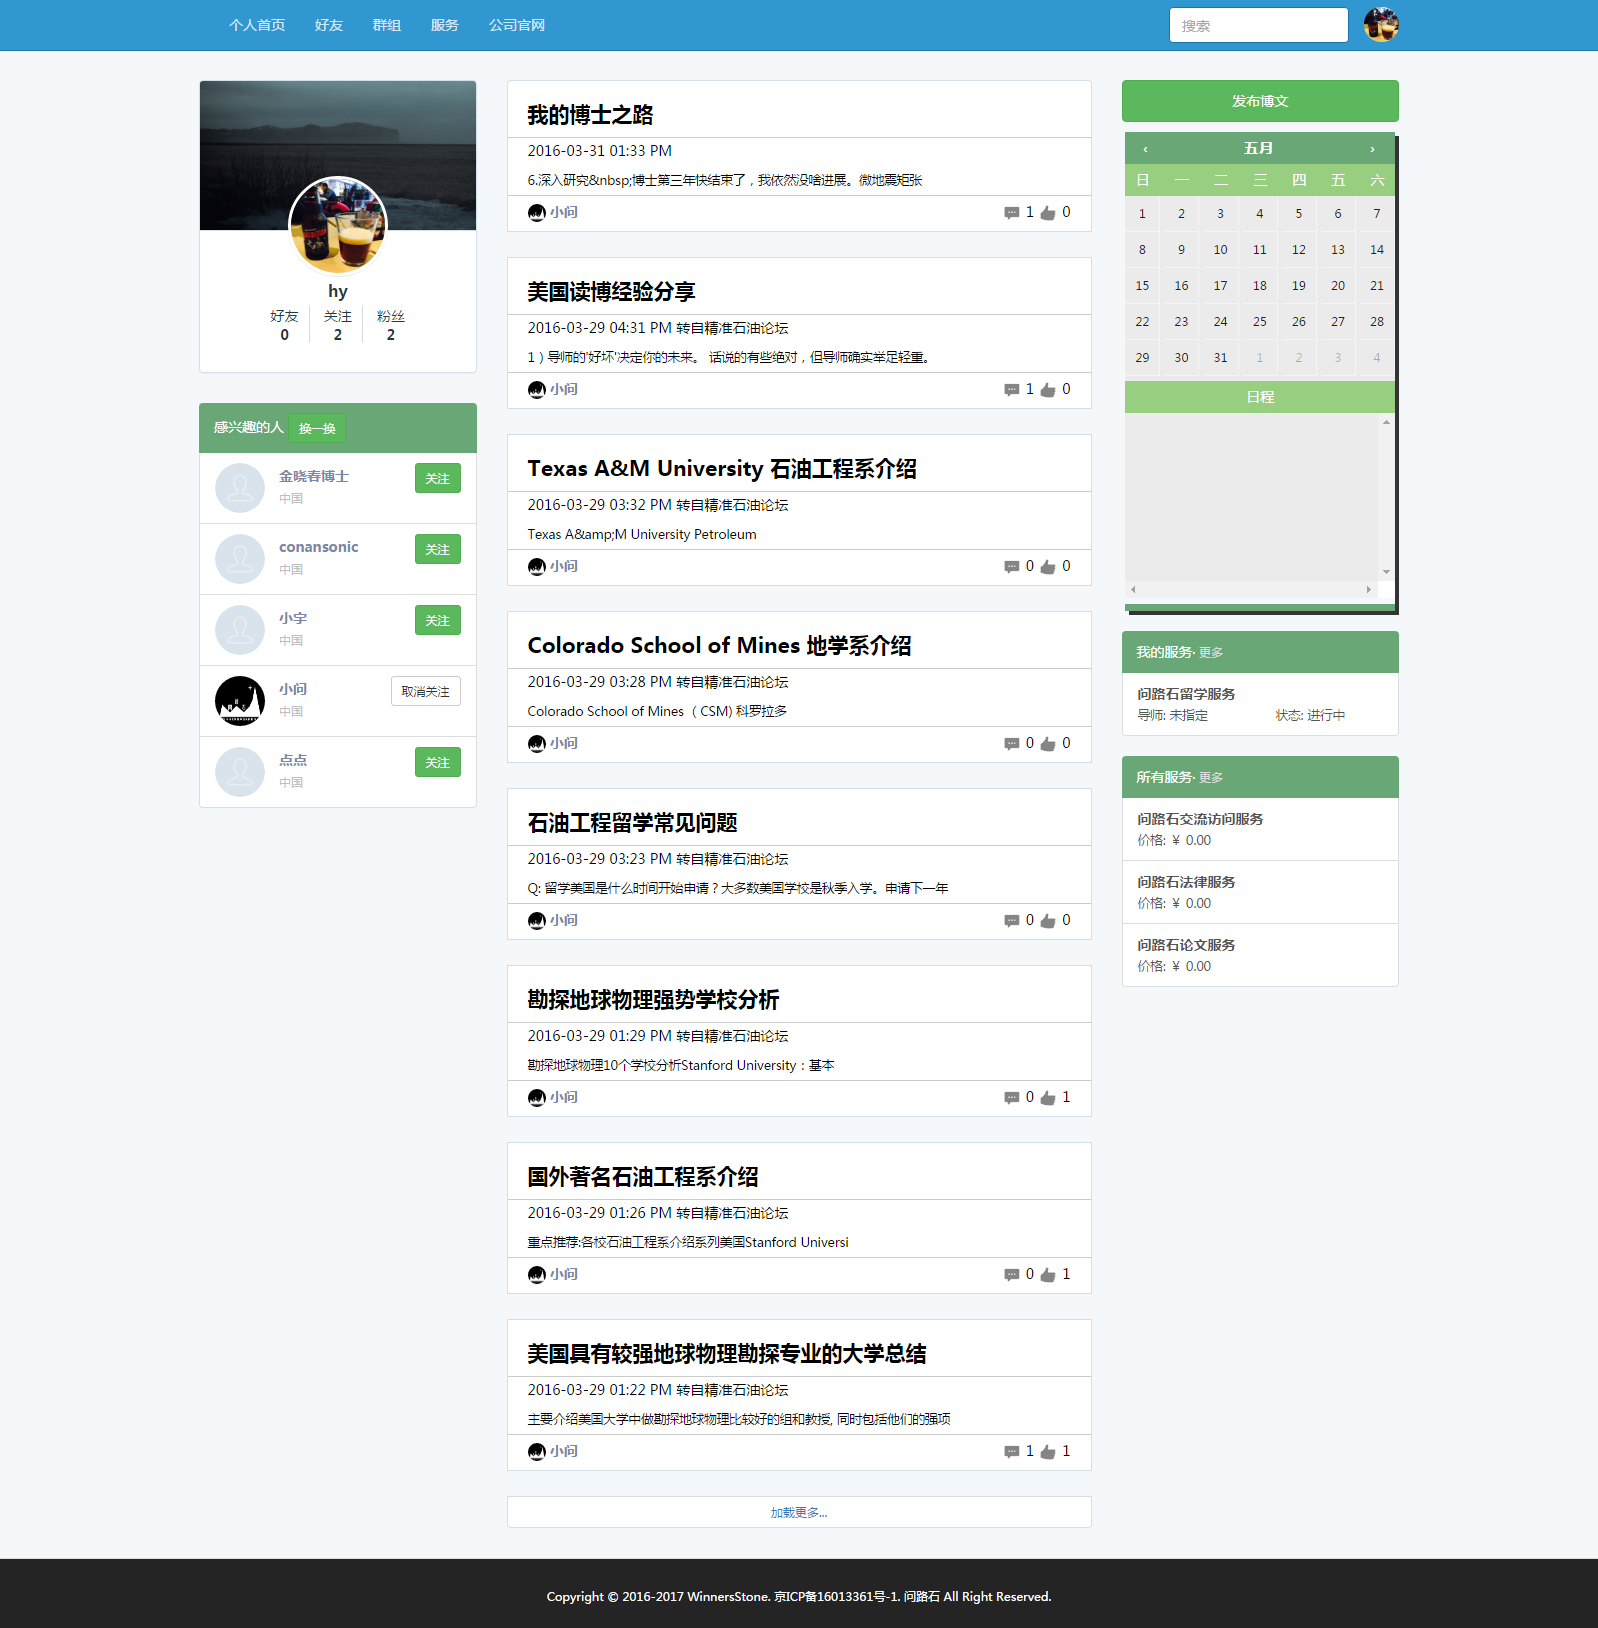 个人首页 好友 群组 服务 公司官网 搜索
hy
好友 关注 粉丝
0 2 2
感兴趣的人 换一换
金晓春博士 关注
中国
conansonic 关注
中国
小宇 关注
中国
小问 取消关注
中国
点点 关注
中国
我的博士之路
2016-03-31 01:33 PM
6.深入研究&nbsp;博士第三年快结束了，我依然没啥进展。微地震矩张
小问 1 0
美国读博经验分享
2016-03-29 04:31 PM 转自精准石油论坛
1）导师的'好坏'决定你的未来。 话说的有些绝对，但导师确实举足轻重。
小问 1 0
Texas A&M University 石油工程系介绍
2016-03-29 03:32 PM 转自精准石油论坛
Texas A&amp;M University Petroleum
小问 0 0
Colorado School of Mines 地学系介绍
2016-03-29 03:28 PM 转自精准石油论坛
Colorado School of Mines （ CSM) 科罗拉多
小问 0 0
石油工程留学常见问题
2016-03-29 03:23 PM 转自精准石油论坛
Q: 留学美国是什么时间开始申请？大多数美国学校是秋季入学。申请下一年
小问 0 0
勘探地球物理强势学校分析
2016-03-29 01:29 PM 转自精准石油论坛
勘探地球物理10个学校分析Stanford University：基本
小问 0 1
国外著名石油工程系介绍
2016-03-29 01:26 PM 转自精准石油论坛
重点推荐:各校石油工程系介绍系列美国Stanford Universi
小问 0 1
美国具有较强地球物理勘探专业的大学总结
2016-03-29 01:22 PM 转自精准石油论坛
主要介绍美国大学中做勘探地球物理比较好的组和教授, 同时包括他们的强项
小问 1 1
加载更多...
发布博文
‹ 五月 ›
日 一 二 三 四 五 六
1 2 3 4 5 6 7
8 9 10 11 12 13 14
15 16 17 18 19 20 21
22 23 24 25 26 27 28
29 30 31 1 2 3 4
日程
我的服务· 更多
问路石留学服务
导师: 未指定 状态: 进行中
所有服务· 更多
问路石交流访问服务
价格: ￥ 0.00
问路石法律服务
价格: ￥ 0.00
问路石论文服务
价格: ￥ 0.00
Copyright © 2016-2017 WinnersStone. 京ICP备16013361号-1. 问路石 All Right Reserved.